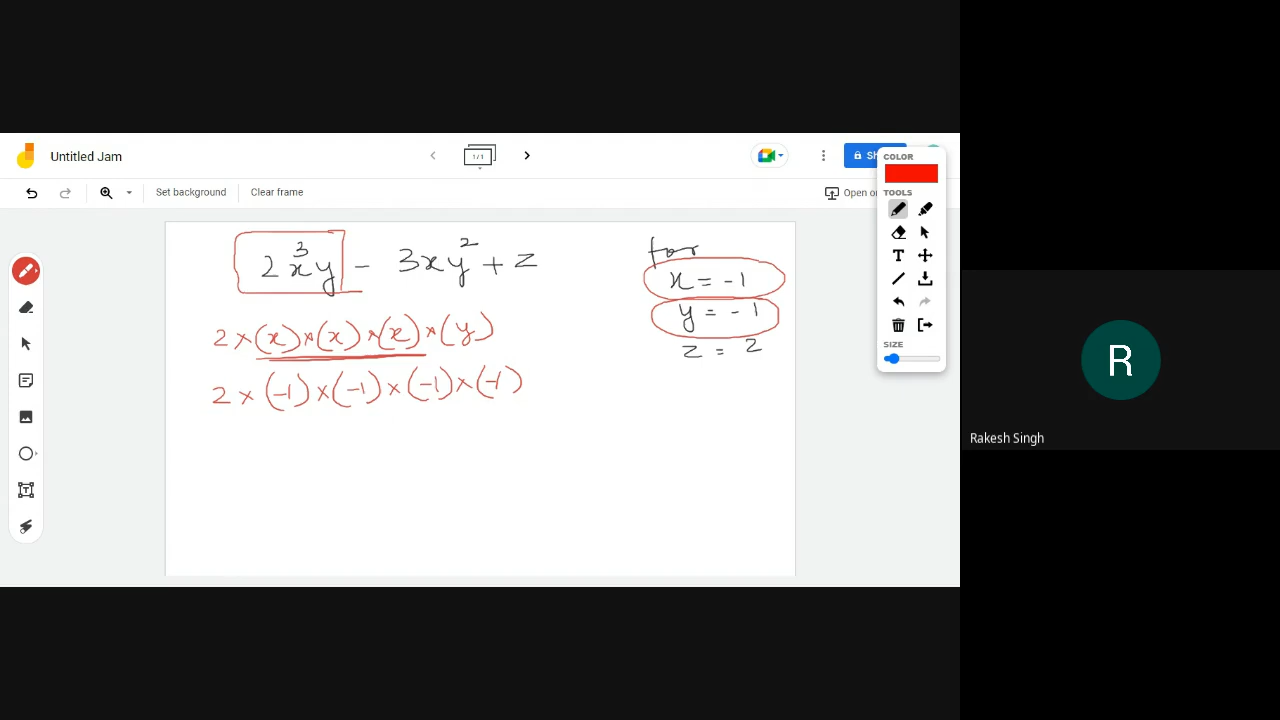 Untitled Jam
1/1
Sh
Set background
Clear frame
Open on
COLOR
TOOLS
SIZE
2x³y - 3xy² + z
for
x = -1
y = -1
z = 2
2 × (x) × (x) × (x) × (y)
2 × (-1) × (-1) × (-1) × (-1)
R
Rakesh Singh